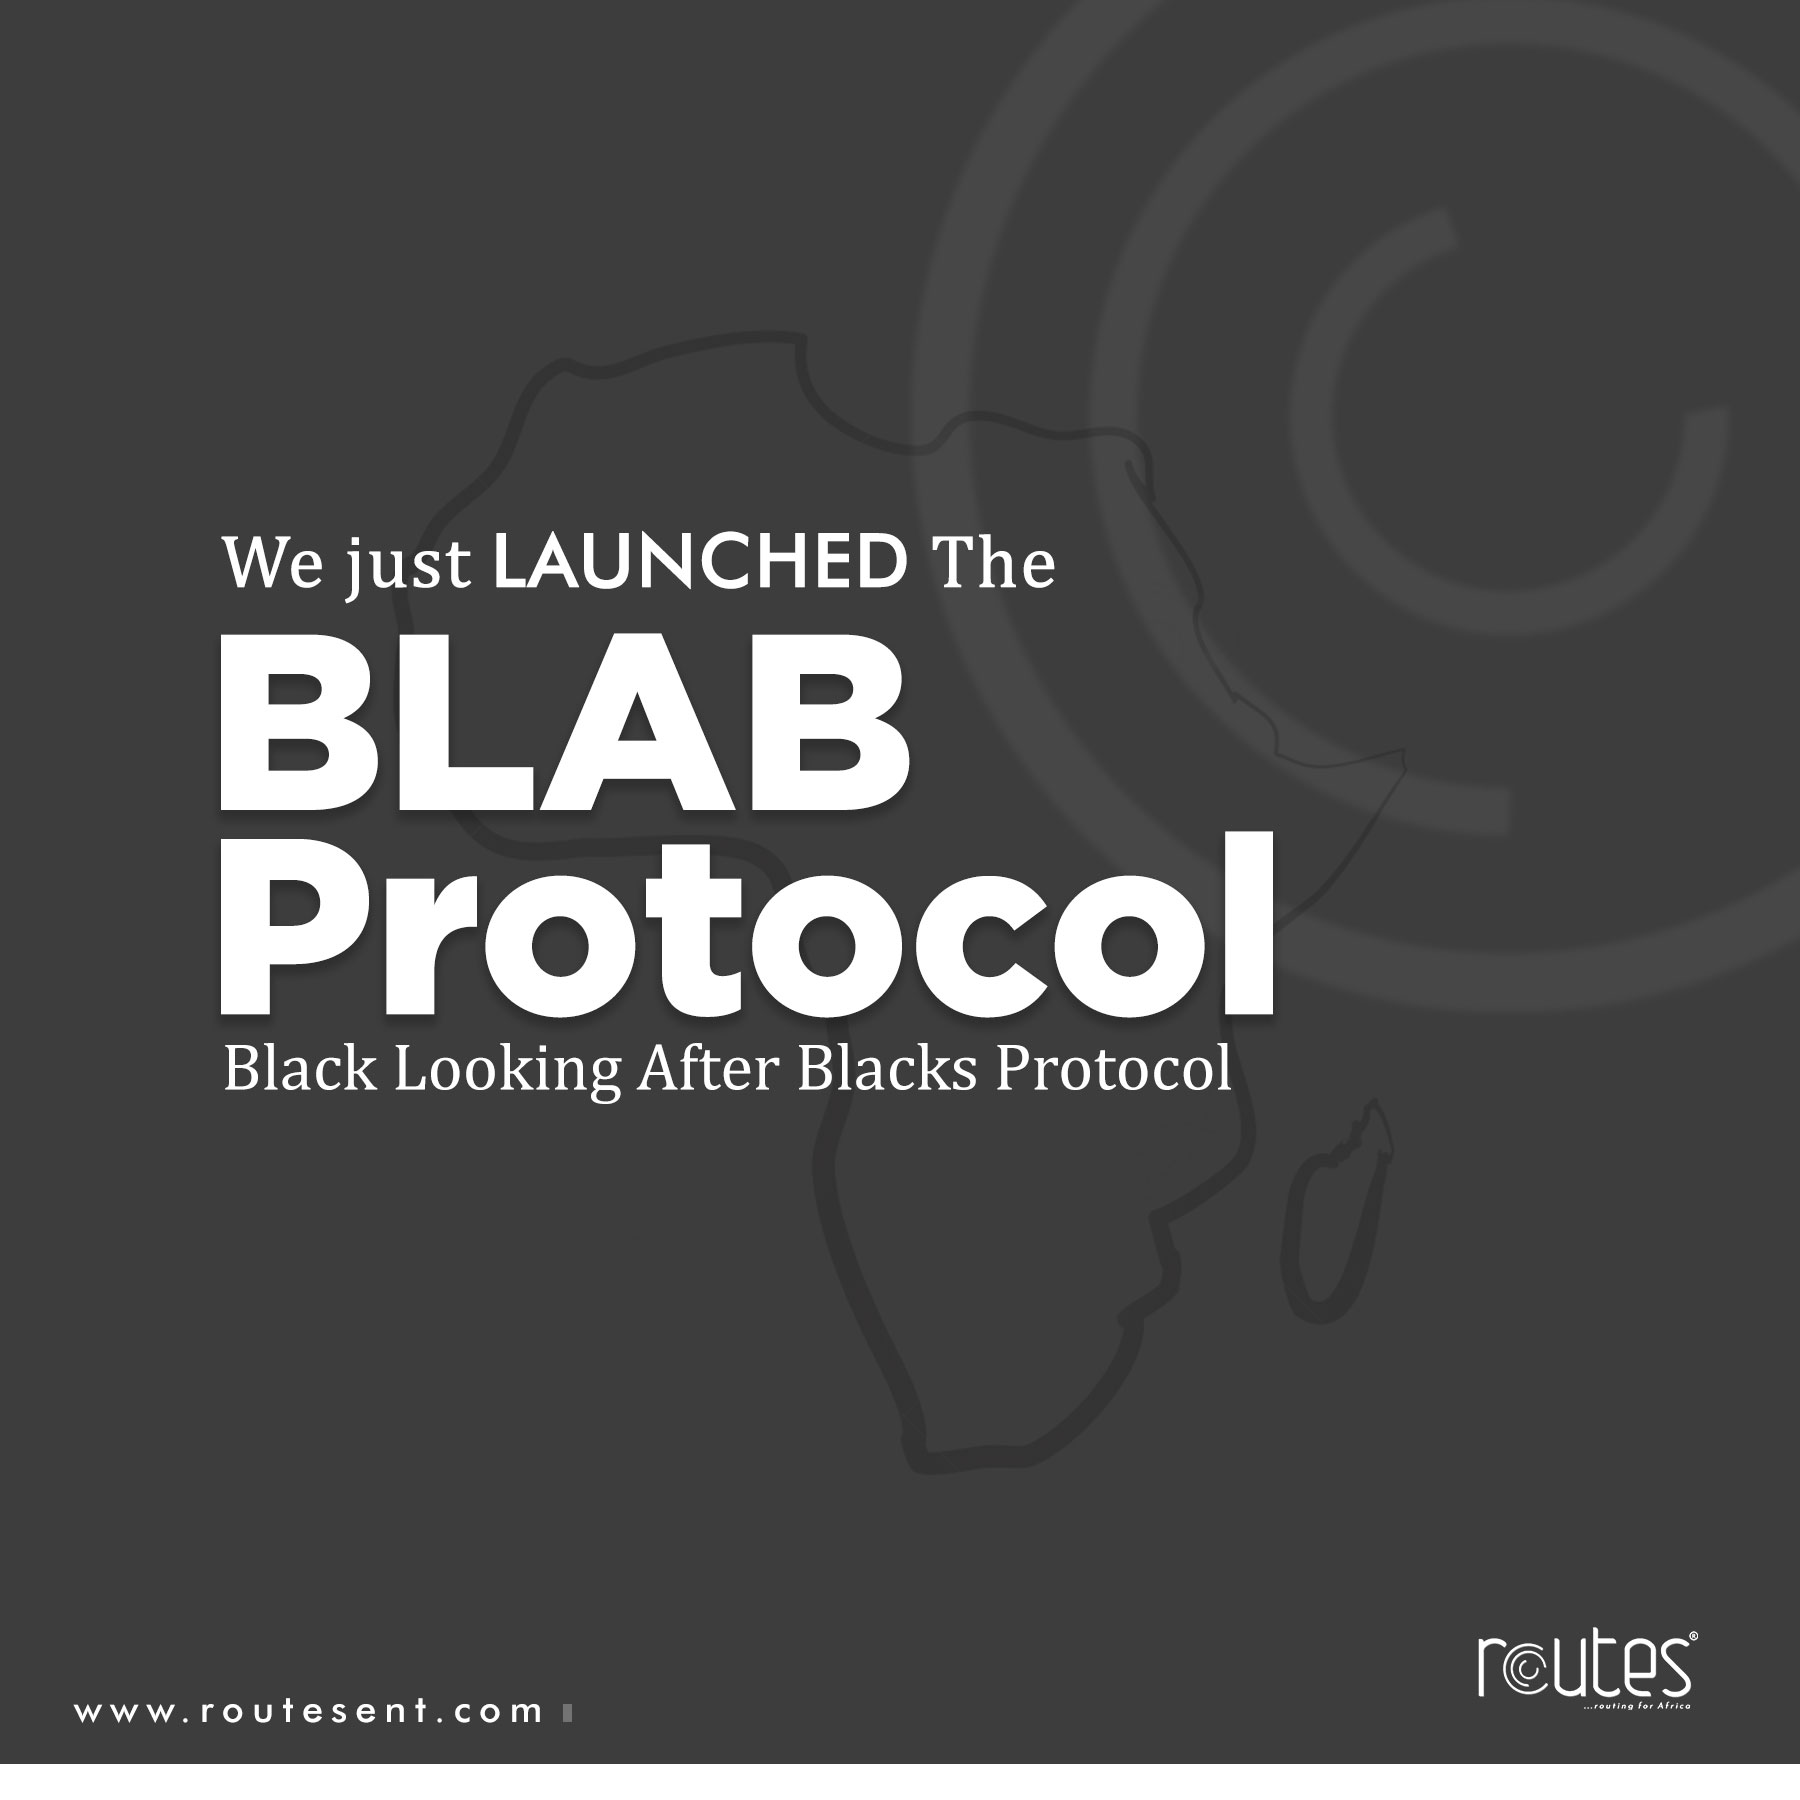 We just LAUNCHED The
BLAB
Protocol
Black Looking After Blacks Protocol
www.routesent.com
routes®
...routing for Africa